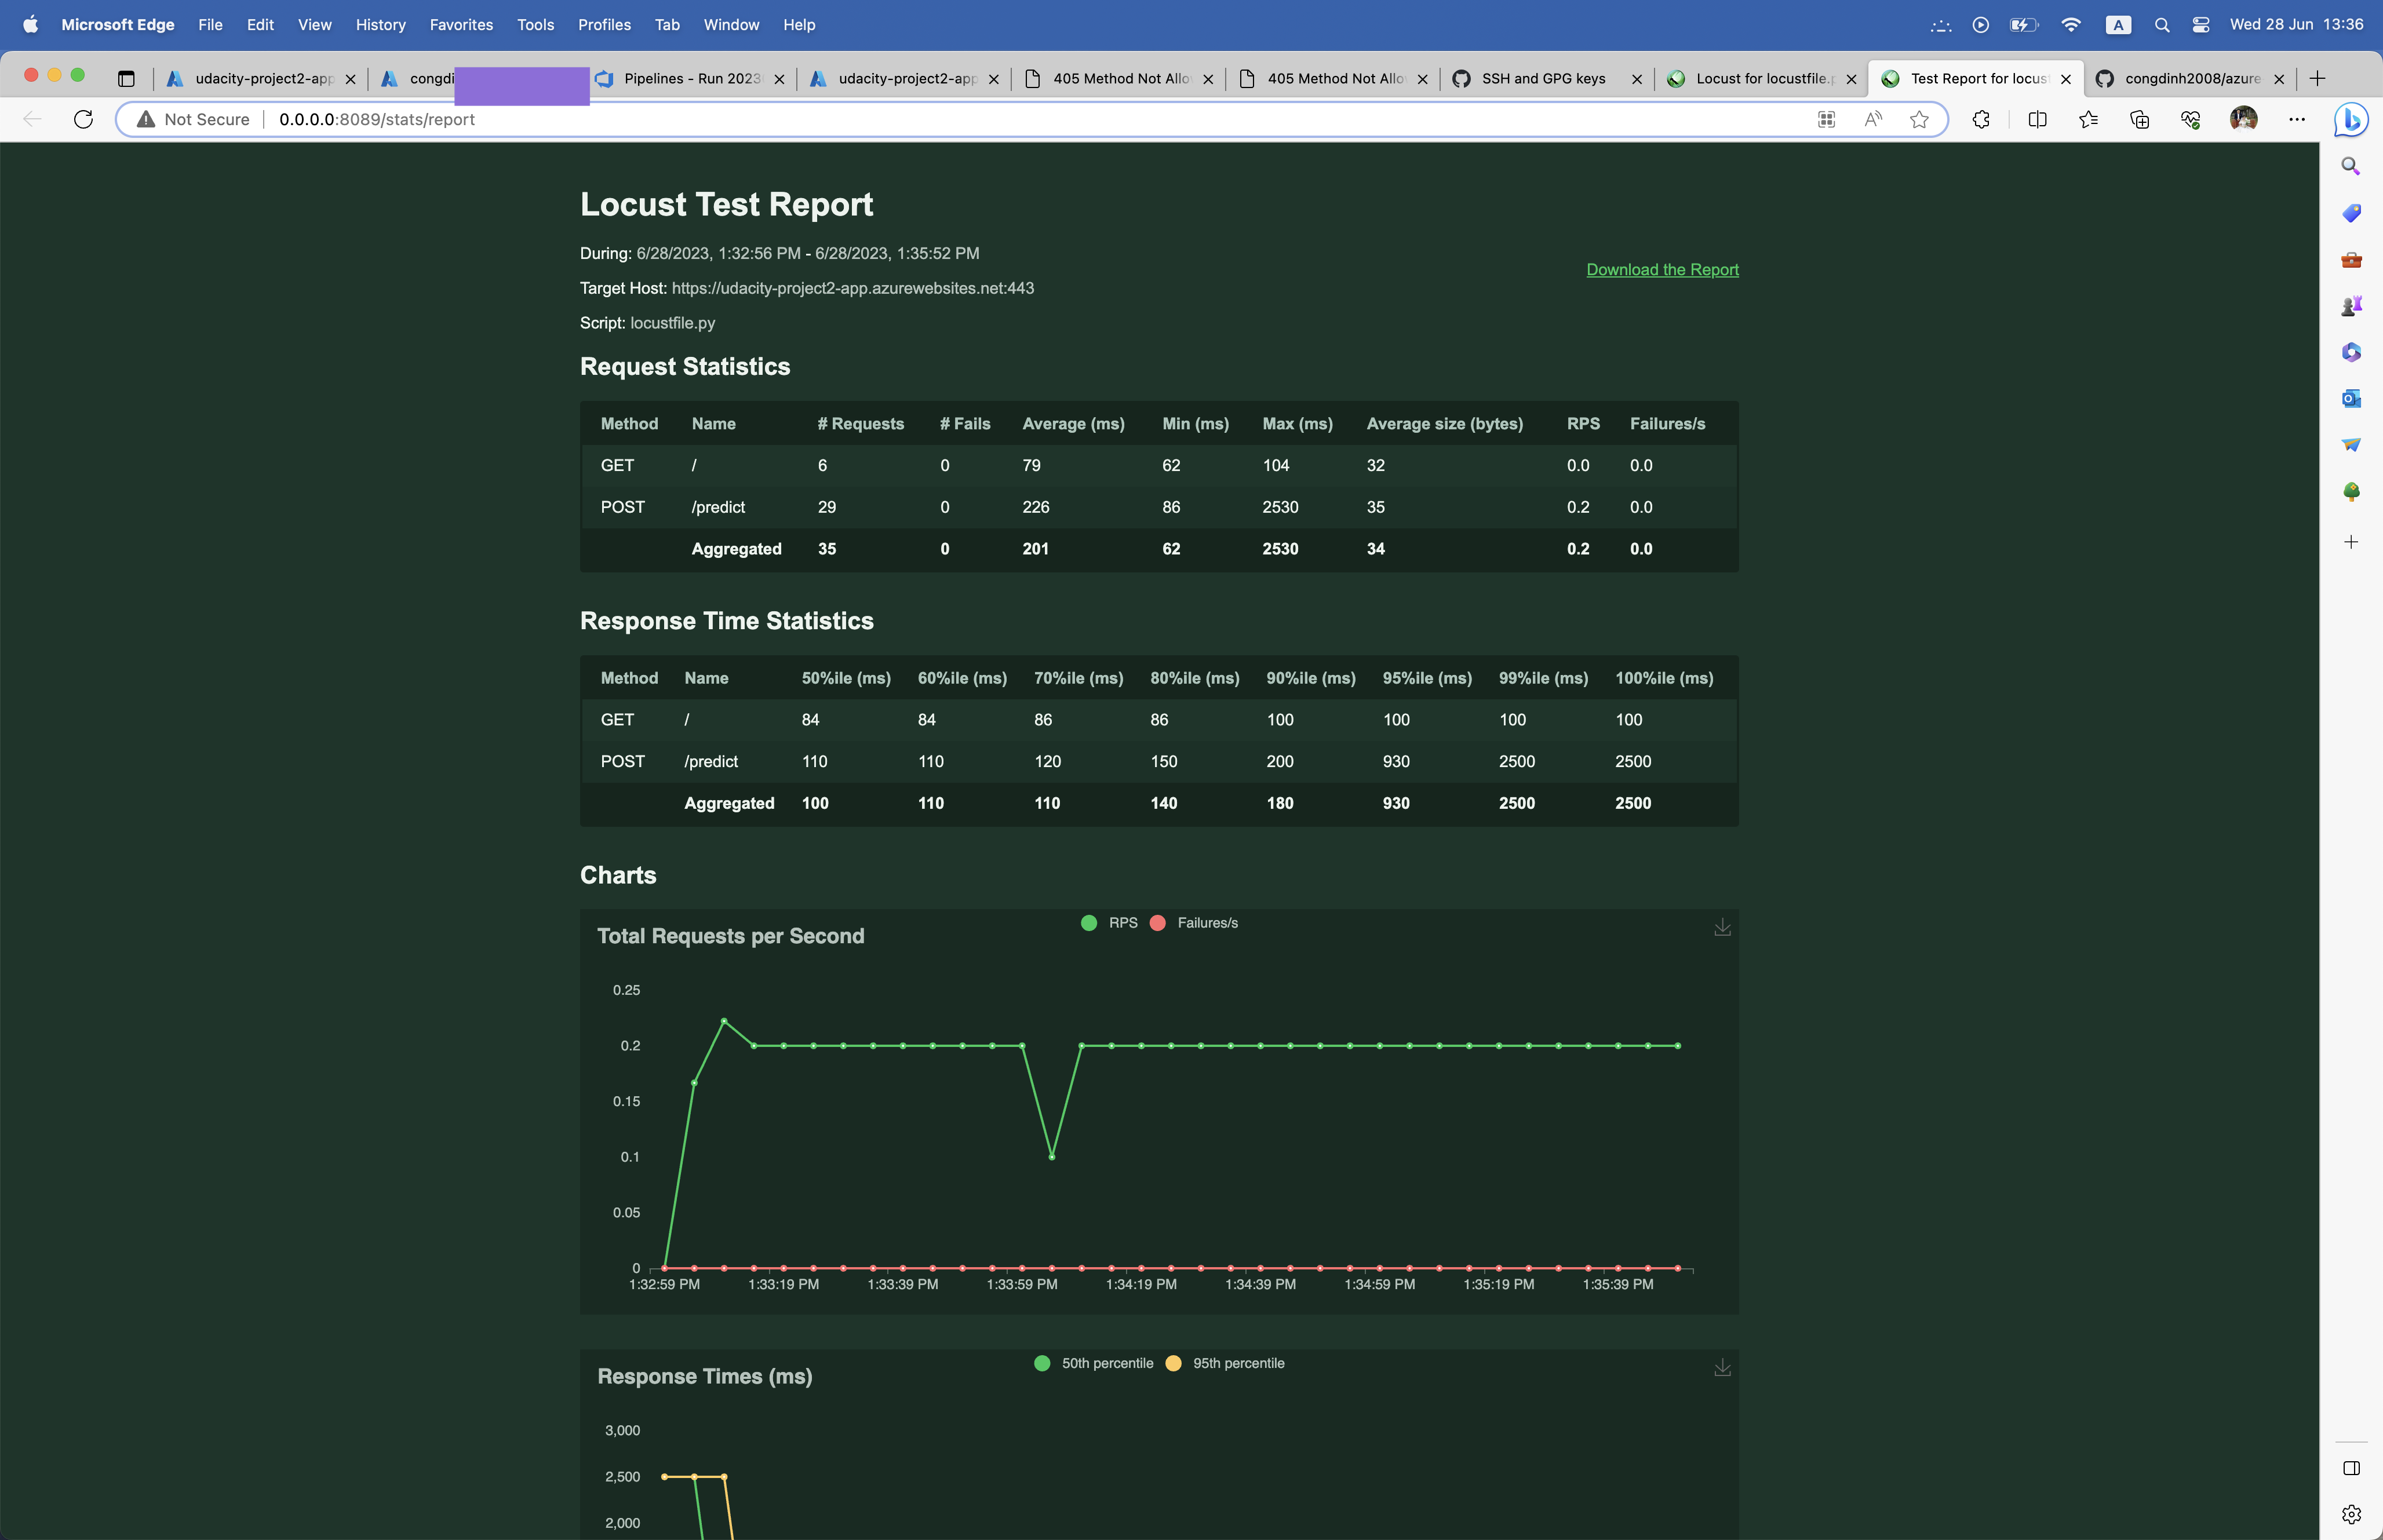 Microsoft Edge File Edit View History Favorites Tools Profiles Tab Window Help A Wed 28 Jun 13:36
udacity-project2-app congdi Pipelines - Run 2023 udacity-project2-app 405 Method Not Allo 405 Method Not Allo SSH and GPG keys Locust for locustfile.p Test Report for locust congdinh2008/azure
Not Secure 0.0.0.0:8089/stats/report
Locust Test Report
During: 6/28/2023, 1:32:56 PM - 6/28/2023, 1:35:52 PM
Download the Report
Target Host: https://udacity-project2-app.azurewebsites.net:443
Script: locustfile.py
Request Statistics
Method Name # Requests # Fails Average (ms) Min (ms) Max (ms) Average size (bytes) RPS Failures/s
GET / 6 0 79 62 104 32 0.0 0.0
POST /predict 29 0 226 86 2530 35 0.2 0.0
Aggregated 35 0 201 62 2530 34 0.2 0.0
Response Time Statistics
Method Name 50%ile (ms) 60%ile (ms) 70%ile (ms) 80%ile (ms) 90%ile (ms) 95%ile (ms) 99%ile (ms) 100%ile (ms)
GET / 84 84 86 86 100 100 100 100
POST /predict 110 110 120 150 200 930 2500 2500
Aggregated 100 110 110 140 180 930 2500 2500
Charts
RPS Failures/s
Total Requests per Second
0.25
0.2
0.15
0.1
0.05
0
1:32:59 PM 1:33:19 PM 1:33:39 PM 1:33:59 PM 1:34:19 PM 1:34:39 PM 1:34:59 PM 1:35:19 PM 1:35:39 PM
50th percentile 95th percentile
Response Times (ms)
3,000
2,500
2,000